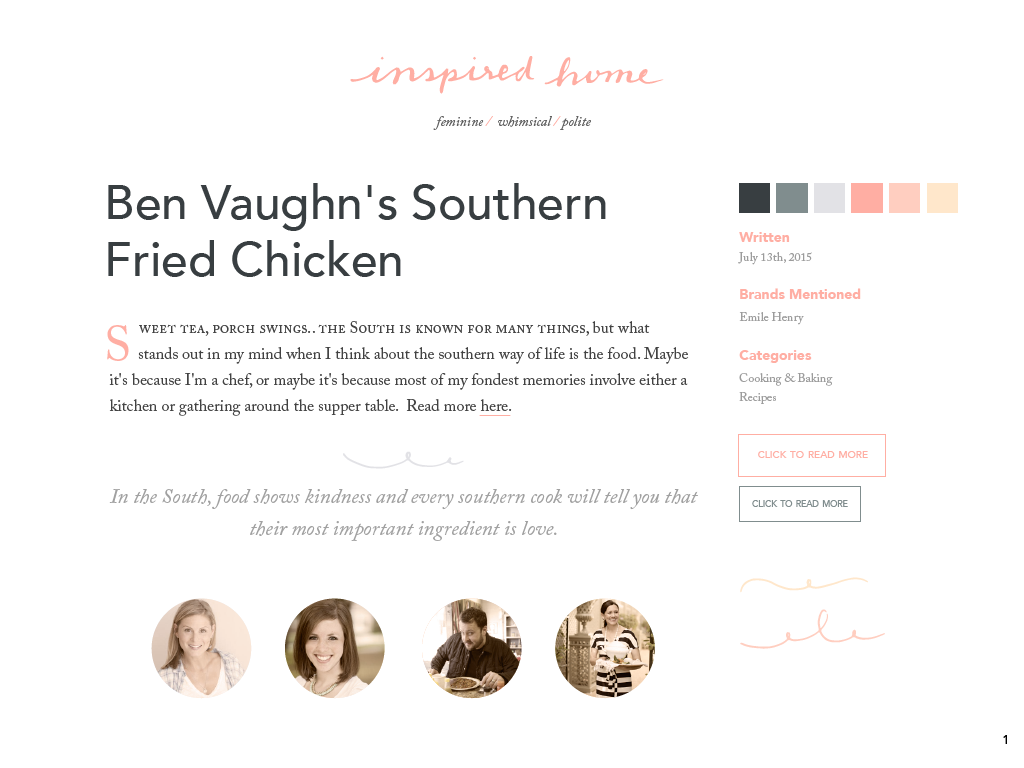 inspired home
feminine / whimsical / polite
Ben Vaughn's Southern
Fried Chicken
SWEET TEA, PORCH SWINGS.. THE SOUTH IS KNOWN FOR MANY THINGS, but what
stands out in my mind when I think about the southern way of life is the food. Maybe
it's because I'm a chef, or maybe it's because most of my fondest memories involve either a
kitchen or gathering around the supper table. Read more here.
In the South, food shows kindness and every southern cook will tell you that
their most important ingredient is love.
Written
July 13th, 2015
Brands Mentioned
Emile Henry
Categories
Cooking & Baking
Recipes
CLICK TO READ MORE
CLICK TO READ MORE
1